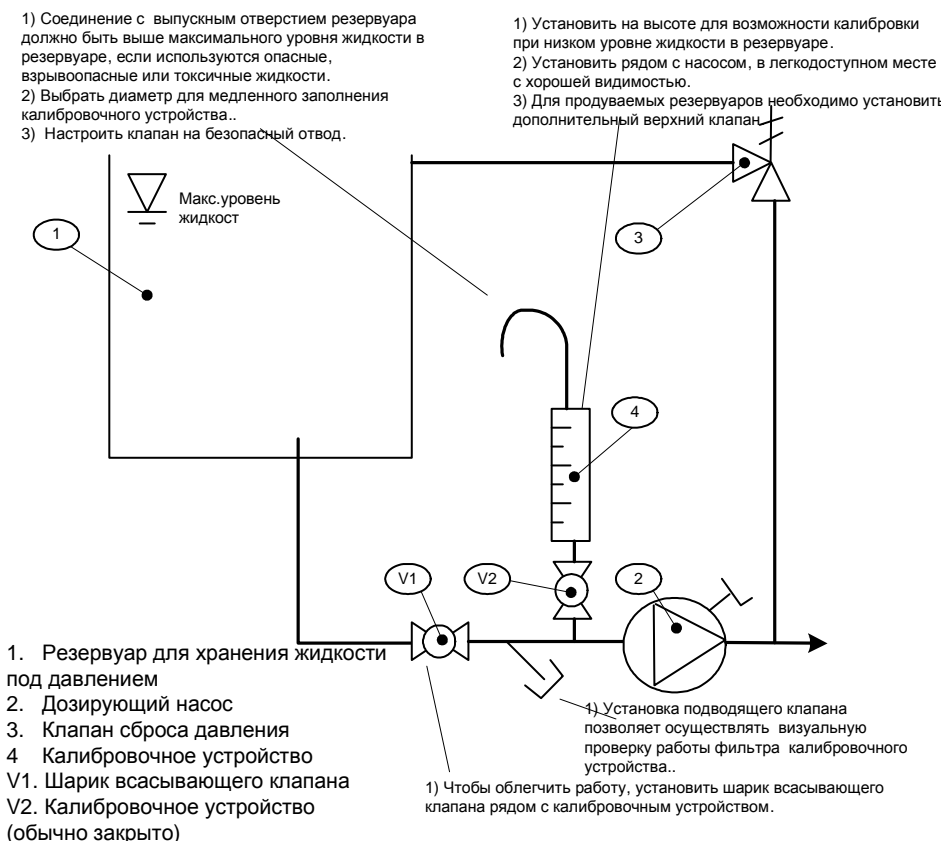 1) Соединение с выпускным отверстием резервуара
должно быть выше максимального уровня жидкости в
резервуаре, если используются опасные,
взрывоопасные или токсичные жидкости.
2) Выбрать диаметр для медленного заполнения
калибровочного устройства..
3) Настроить клапан на безопасный отвод.
1) Установить на высоте для возможности калибровки
при низком уровне жидкости в резервуаре.
2) Установить рядом с насосом, в легкодоступном месте
с хорошей видимостью.
3) Для продуваемых резервуаров необходимо установить
дополнительный верхний клапан
Макс.уровень
жидкост
1
3
4
V1
V2
2
1. Резервуар для хранения жидкости
под давлением
2. Дозирующий насос
3. Клапан сброса давления
4 Калибровочное устройство
V1. Шарик всасывающего клапана
V2. Калибровочное устройство
(обычно закрыто)
1) Установка подводящего клапана
позволяет осуществлять визуальную
проверку работы фильтра калибровочного
устройства..
1) Чтобы облегчить работу, установить шарик всасывающего
клапана рядом с калибровочным устройством.